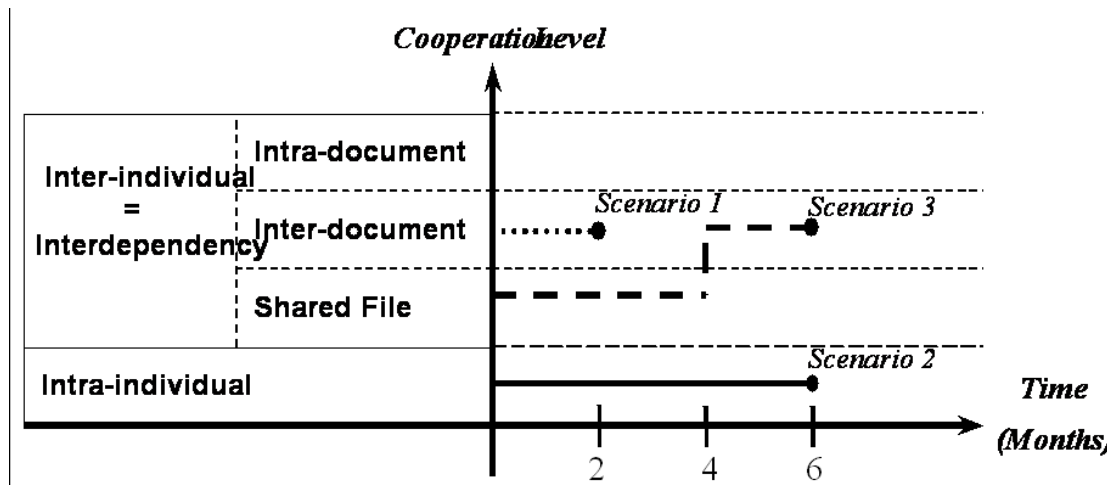 Cooperation Level
Intra-document
Inter-individual
=
Interdependency
Inter-document
Scenario 1
Scenario 3
Shared File
Scenario 2
Intra-individual
Time
(Months)
2
4
6